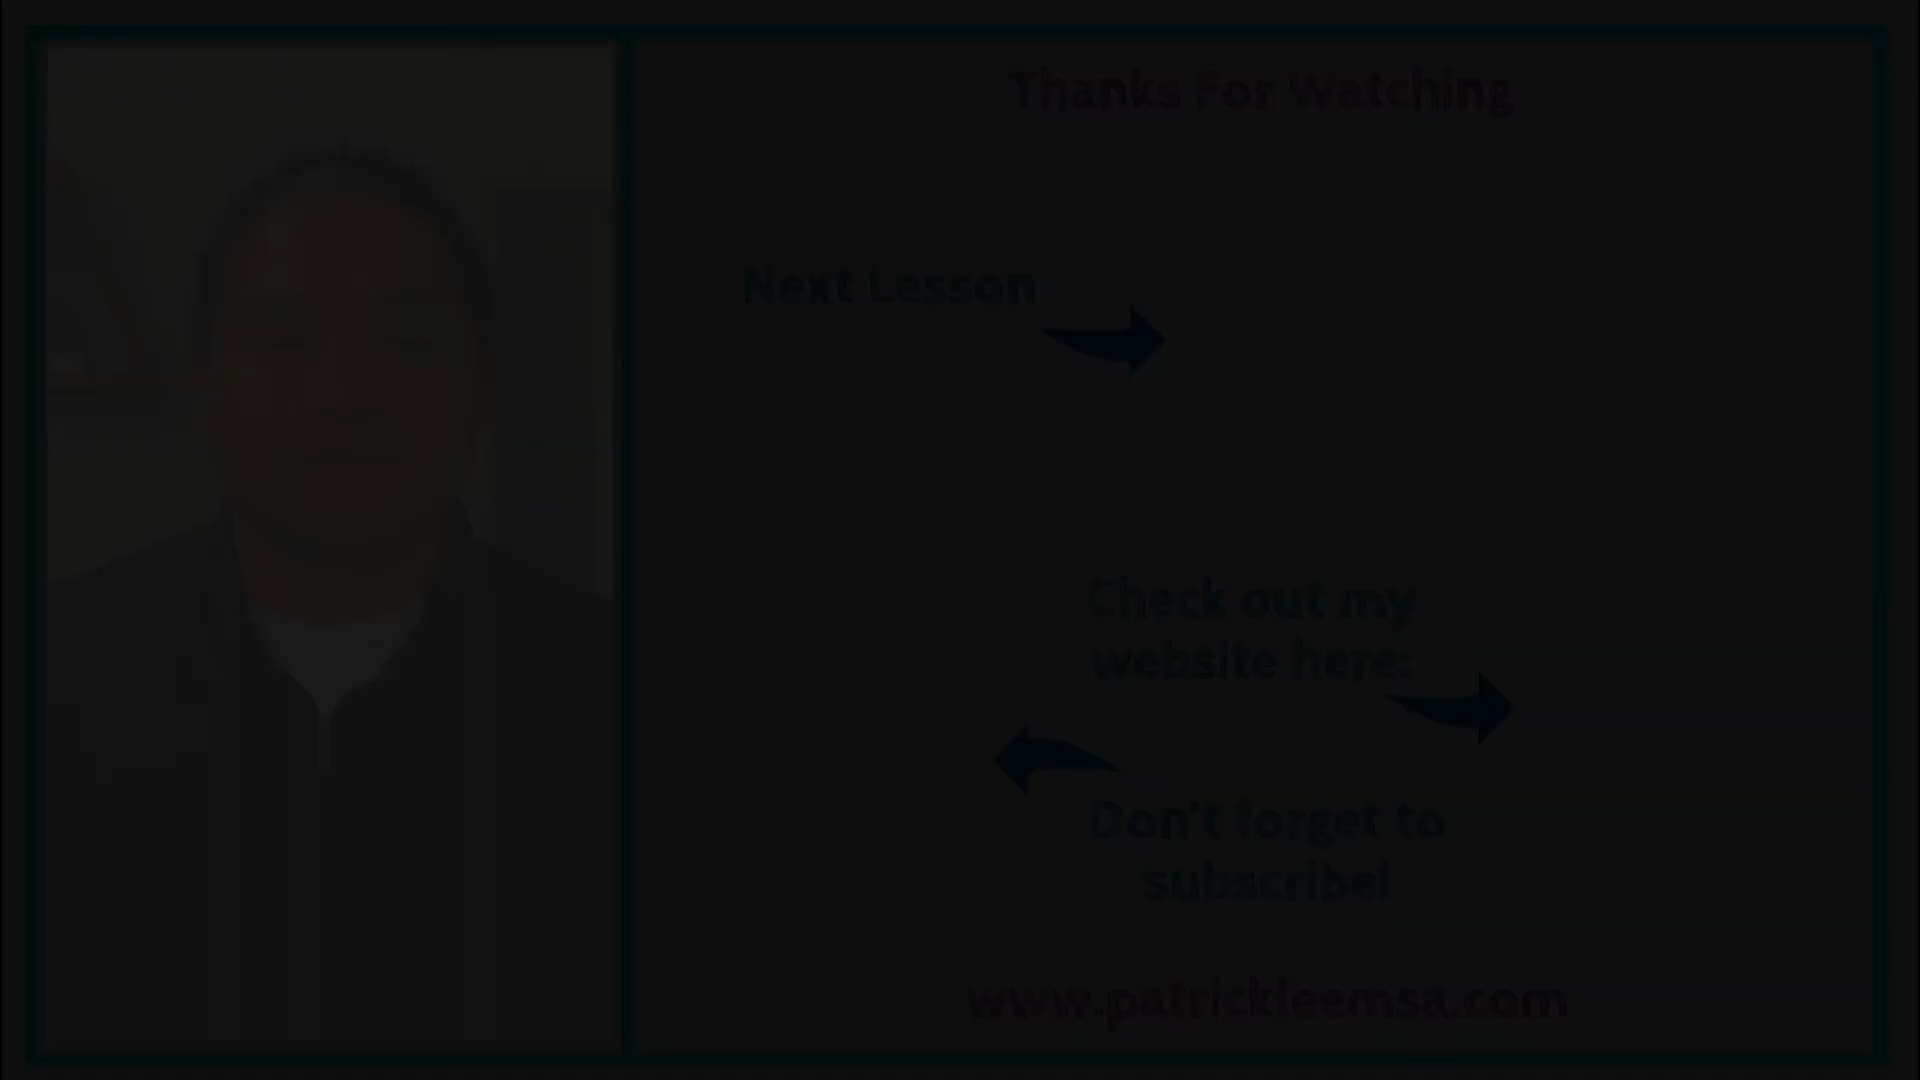 Thanks For Watching
Next Lesson
Check out my
website here:
Don't forget to
subscribe!
www.patrickleemsa.com